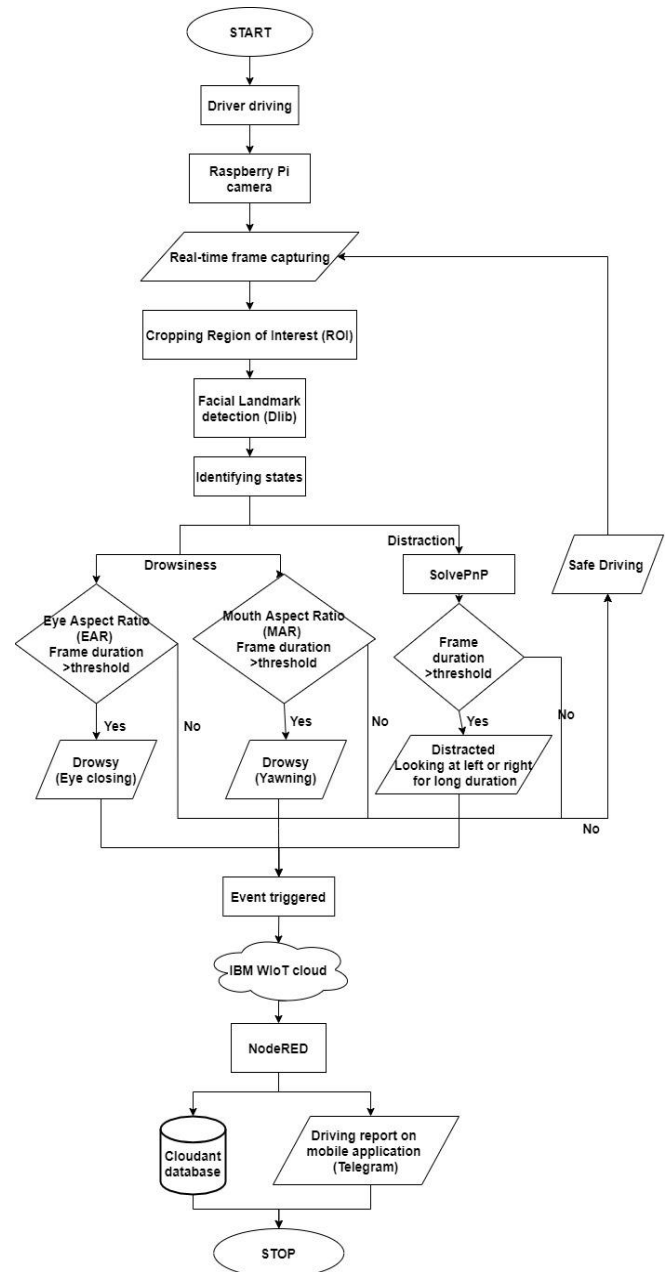 START
Driver driving
Raspberry Pi
camera
Real-time frame capturing
Cropping Region of Interest (ROI)
Facial Landmark
detection (Dlib)
Identifying states
Distraction
Drowsiness
SolvePnP
Safe Driving
Eye Aspect Ratio
(EAR)
Frame duration
>threshold
Mouth Aspect Ratio
(MAR)
Frame duration
>threshold
Frame
duration
>threshold
Yes
No
Yes
No
Yes
No
Drowsy
(Eye closing)
Drowsy
(Yawning)
Distracted
Looking at left or right
for long duration
No
Event triggered
IBM WIoT cloud
NodeRED
Cloudant
database
Driving report on
mobile application
(Telegram)
STOP